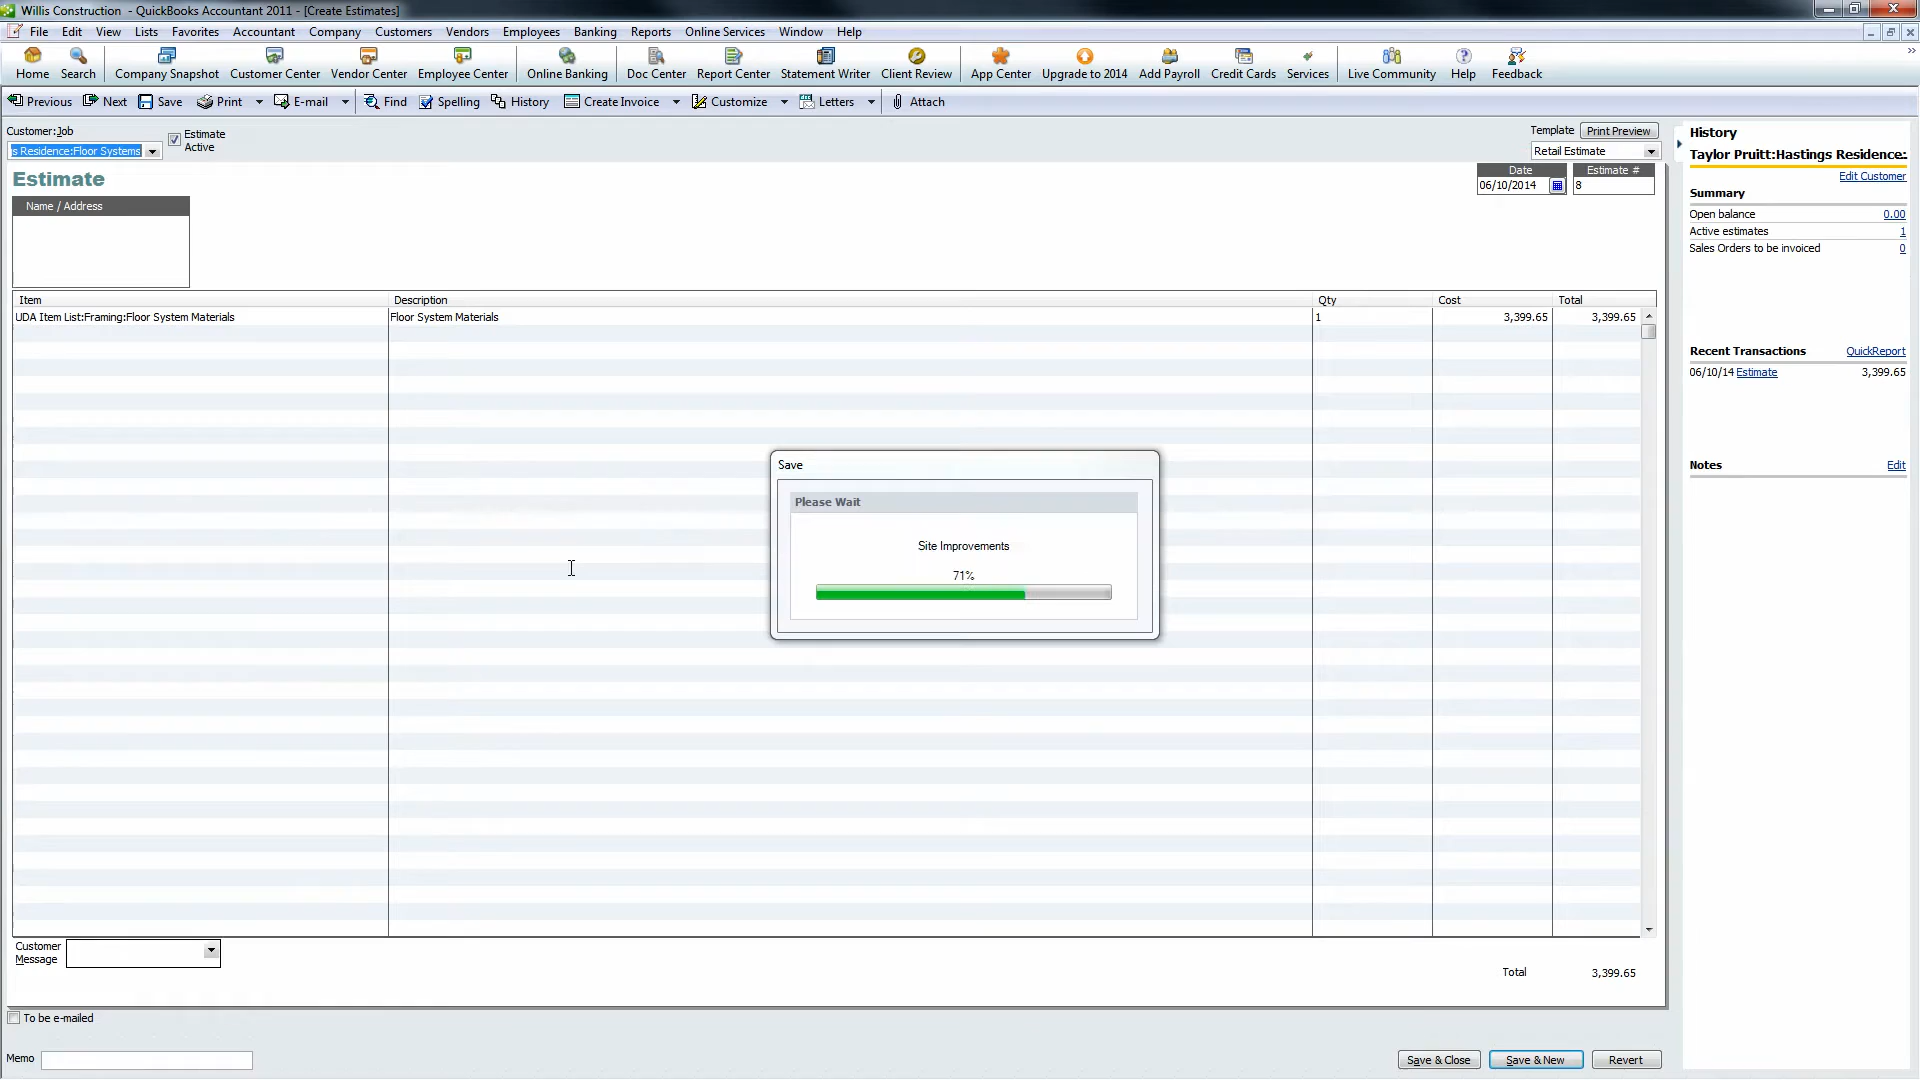 Willis Construction - QuickBooks Accountant 2011 - [Create Estimates]
File Edit View Lists Favorites Accountant Company Customers Vendors Employees Banking Reports Online Services Window Help
Home Search Company Snapshot Customer Center Vendor Center Employee Center Online Banking Doc Center Report Center Statement Writer Client Review App Center Upgrade to 2014 Add Payroll Credit Cards Services Live Community Help Feedback
Previous Next Save Print E-mail Find Spelling History Create Invoice Customize Letters Attach
Customer:Job
s Residence:Floor Systems
Estimate
Active
Template Print Preview
Retail Estimate
Estimate
Date Estimate #
06/10/2014 8
Name / Address
Item Description Qty Cost Total
UDA Item List:Framing:Floor System Materials Floor System Materials 1 3,399.65 3,399.65
Save
Please Wait
Site Improvements
71%
Customer
Message
Total 3,399.65
To be e-mailed
Memo
Save & Close Save & New Revert
History
Taylor Pruitt:Hastings Residence:
Edit Customer
Summary
Open balance 0.00
Active estimates 1
Sales Orders to be invoiced 0
Recent Transactions QuickReport
06/10/14 Estimate 3,399.65
Notes Edit